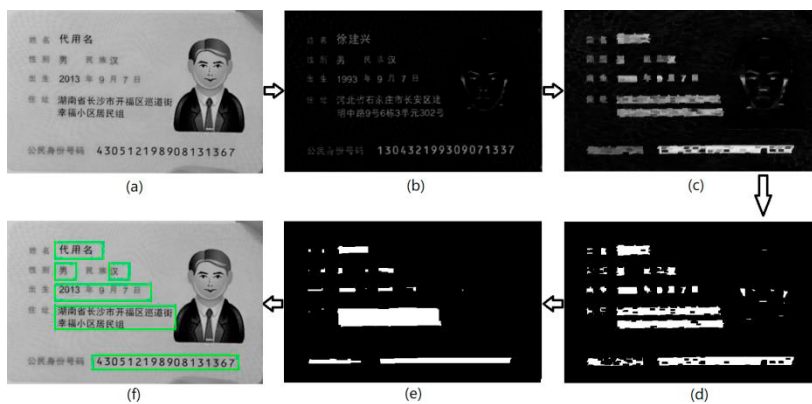 姓名 代用名
性别 男 民族 汉
出生 2013 年 9 月 7 日
住址 湖南省长沙市开福区巡道街
幸福小区居民组
公民身份号码 430512198908131367
(a)
姓名 徐建兴
性别 男 民族 汉
出生 1993 年 9 月 7 日
住址 河北省石家庄市长安区建
明中路9号6栋3单元302号
130432199309071337
(b)
年 9 月 7 日
(c)
姓名 代用名
性别 男 民族 汉
出生 2013 年 9 月 7 日
住址 湖南省长沙市开福区巡道街
幸福小区居民组
公民身份号码 430512198908131367
(f)
(e)
(d)